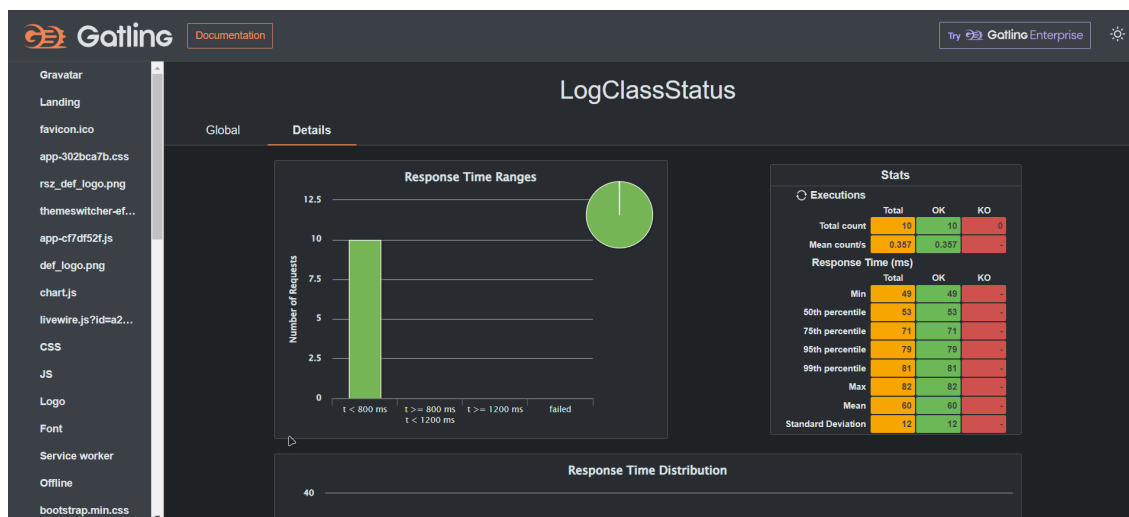 Gatling
Documentation
Try Gatling Enterprise
Gravatar
Landing
favicon.ico
app-302bca7b.css
rsz_def_logo.png
themeswitcher-ef...
app-cf7df52f.js
def_logo.png
chart.js
livewire.js?id=a2...
CSS
JS
Logo
Font
Service worker
Offline
bootstrap.min.css
LogClassStatus
Global Details
Response Time Ranges
Number of Requests
12.5
10
7.5
5
2.5
0
t < 800 ms
t >= 800 ms
t < 1200 ms
t >= 1200 ms
failed
Stats
Executions
Total OK KO
Total count 10 10 0
Mean count/s 0.357 0.357 -
Response Time (ms)
Total OK KO
Min 49 49 -
50th percentile 53 53 -
75th percentile 71 71 -
95th percentile 79 79 -
99th percentile 81 81 -
Max 82 82 -
Mean 60 60 -
Standard Deviation 12 12 -
Response Time Distribution
40